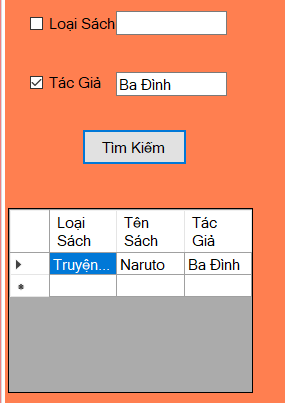 Loại Sách
Tác Giả Ba Đình
Tìm Kiếm
Loại Sách Tên Sách Tác Giả
Truyện... Naruto Ba Đình